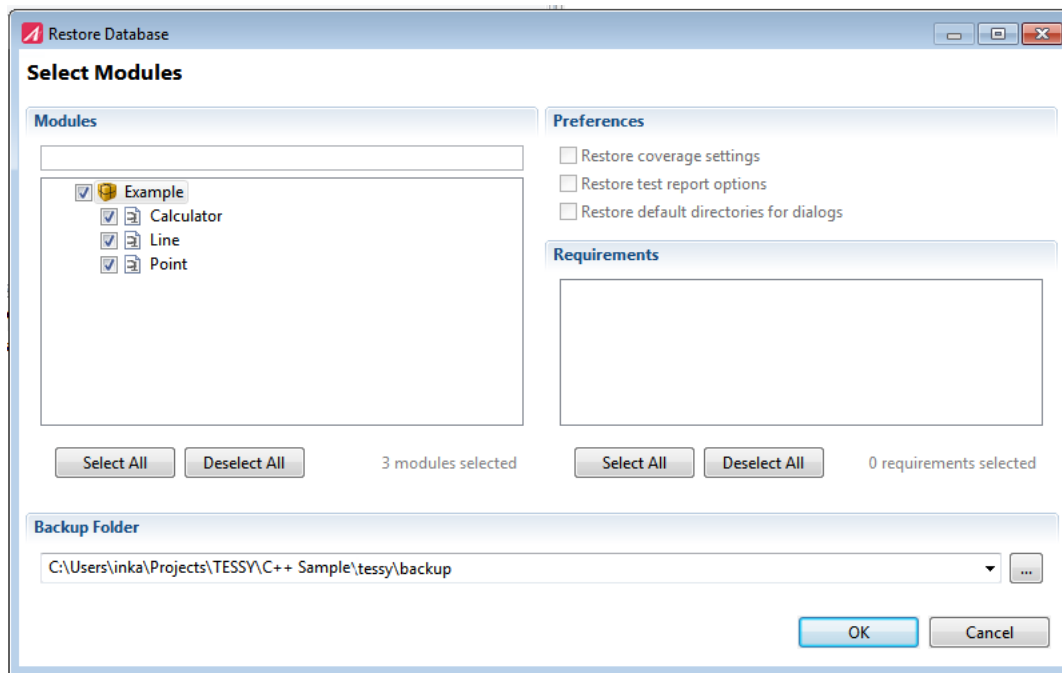 Restore Database
Select Modules
Modules
Example
Calculator
Line
Point
Select All
Deselect All
3 modules selected
Preferences
Restore coverage settings
Restore test report options
Restore default directories for dialogs
Requirements
Select All
Deselect All
0 requirements selected
Backup Folder
C:\Users\inka\Projects\TESSY\C++ Sample\tessy\backup
...
OK
Cancel